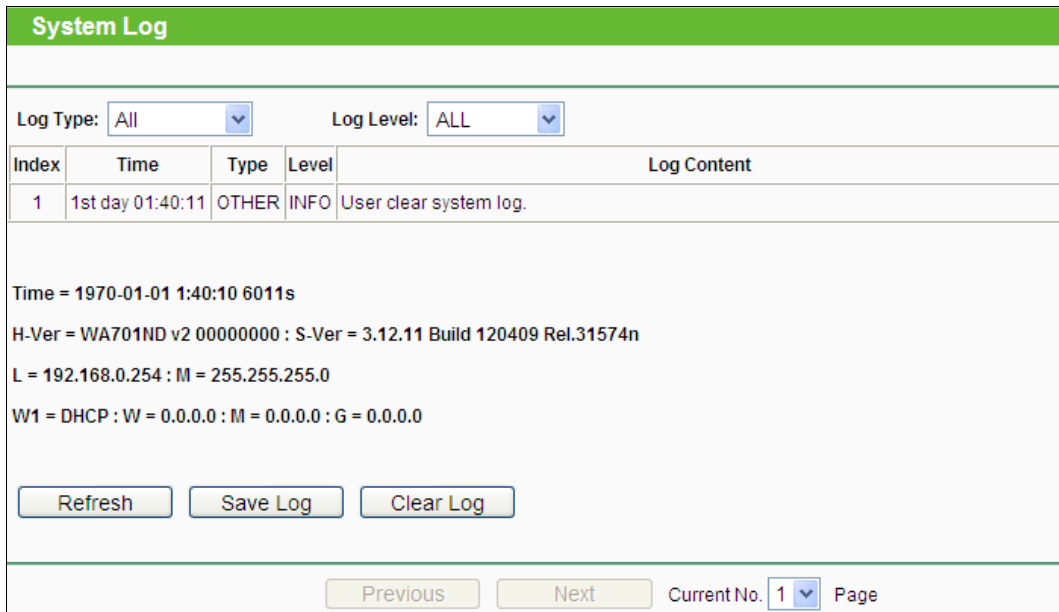 System Log
Log Type: All Log Level: ALL
Index Time Type Level Log Content
1 1st day 01:40:11 OTHER INFO User clear system log.
Time = 1970-01-01 1:40:10 6011s
H-Ver = WA701ND v2 00000000 : S-Ver = 3.12.11 Build 120409 Rel.31574n
L = 192.168.0.254 : M = 255.255.255.0
W1 = DHCP : W = 0.0.0.0 : M = 0.0.0.0 : G = 0.0.0.0
Refresh Save Log Clear Log
Previous Next Current No. 1 Page